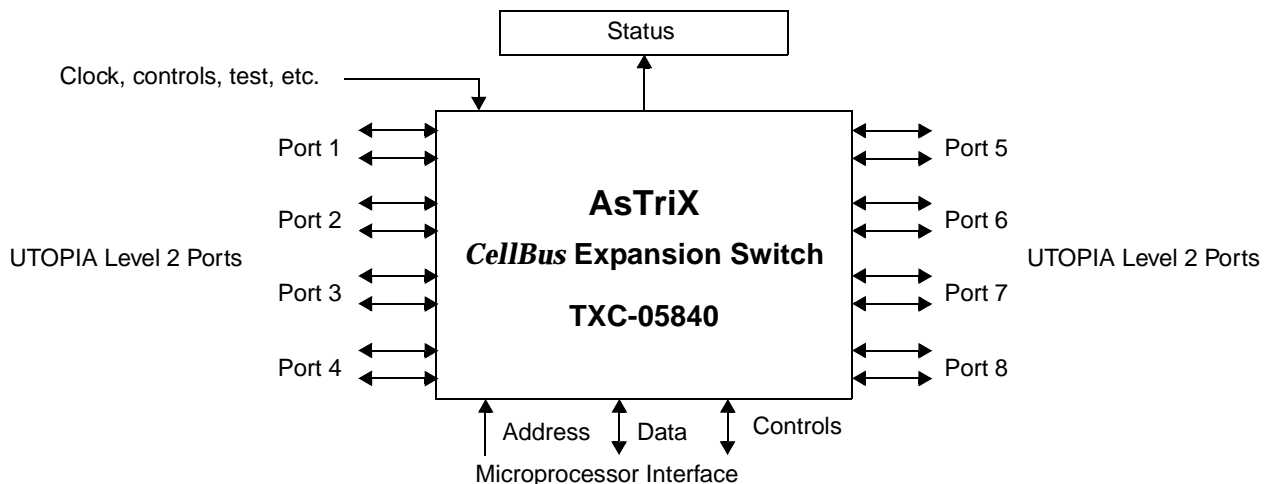 Status
Clock, controls, test, etc.
Port 1
Port 2
UTOPIA Level 2 Ports
Port 3
Port 4
AsTriX
CellBus Expansion Switch
TXC-05840
Port 5
Port 6
UTOPIA Level 2 Ports
Port 7
Port 8
Address
Data
Controls
Microprocessor Interface